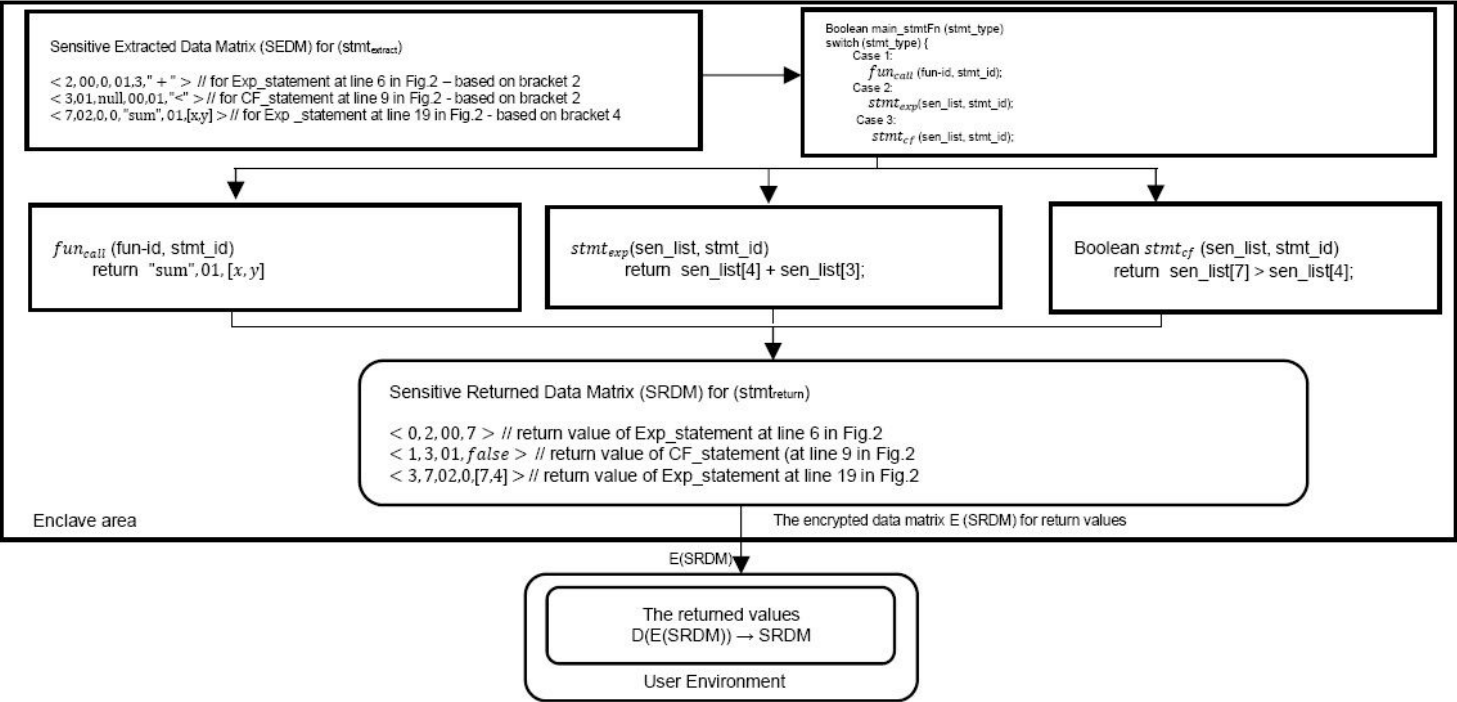 Sensitive Extracted Data Matrix (SEDM) for (stmtextract)
< 2,00,0,01,3," + " > // for Exp_statement at line 6 in Fig.2 – based on bracket 2
< 3,01,null,00,01,"<" > // for CF_statement at line 9 in Fig.2 - based on bracket 2
< 7,02,0,0,"sum",01,[x,y] > // for Exp _statement at line 19 in Fig.2 - based on bracket 4
Boolean main_stmtFn (stmt_type)
switch (stmt_type) {
Case 1:
funcall (fun-id, stmt_id);
Case 2:
stmtexp(sen_list, stmt_id);
Case 3:
stmtcf (sen_list, stmt_id);
funcall (fun-id, stmt_id)
return "sum",01,[x,y]
stmtexp(sen_list, stmt_id)
return sen_list[4] + sen_list[3];
Boolean stmtcf (sen_list, stmt_id)
return sen_list[7] > sen_list[4];
Sensitive Returned Data Matrix (SRDM) for (stmtreturn)
< 0,2,00,7 > // return value of Exp_statement at line 6 in Fig.2
< 1,3,01,false > // return value of CF_statement (at line 9 in Fig.2
< 3,7,02,0,[7,4] > // return value of Exp_statement at line 19 in Fig.2
Enclave area
The encrypted data matrix E (SRDM) for return values
E(SRDM)
The returned values
D(E(SRDM)) → SRDM
User Environment